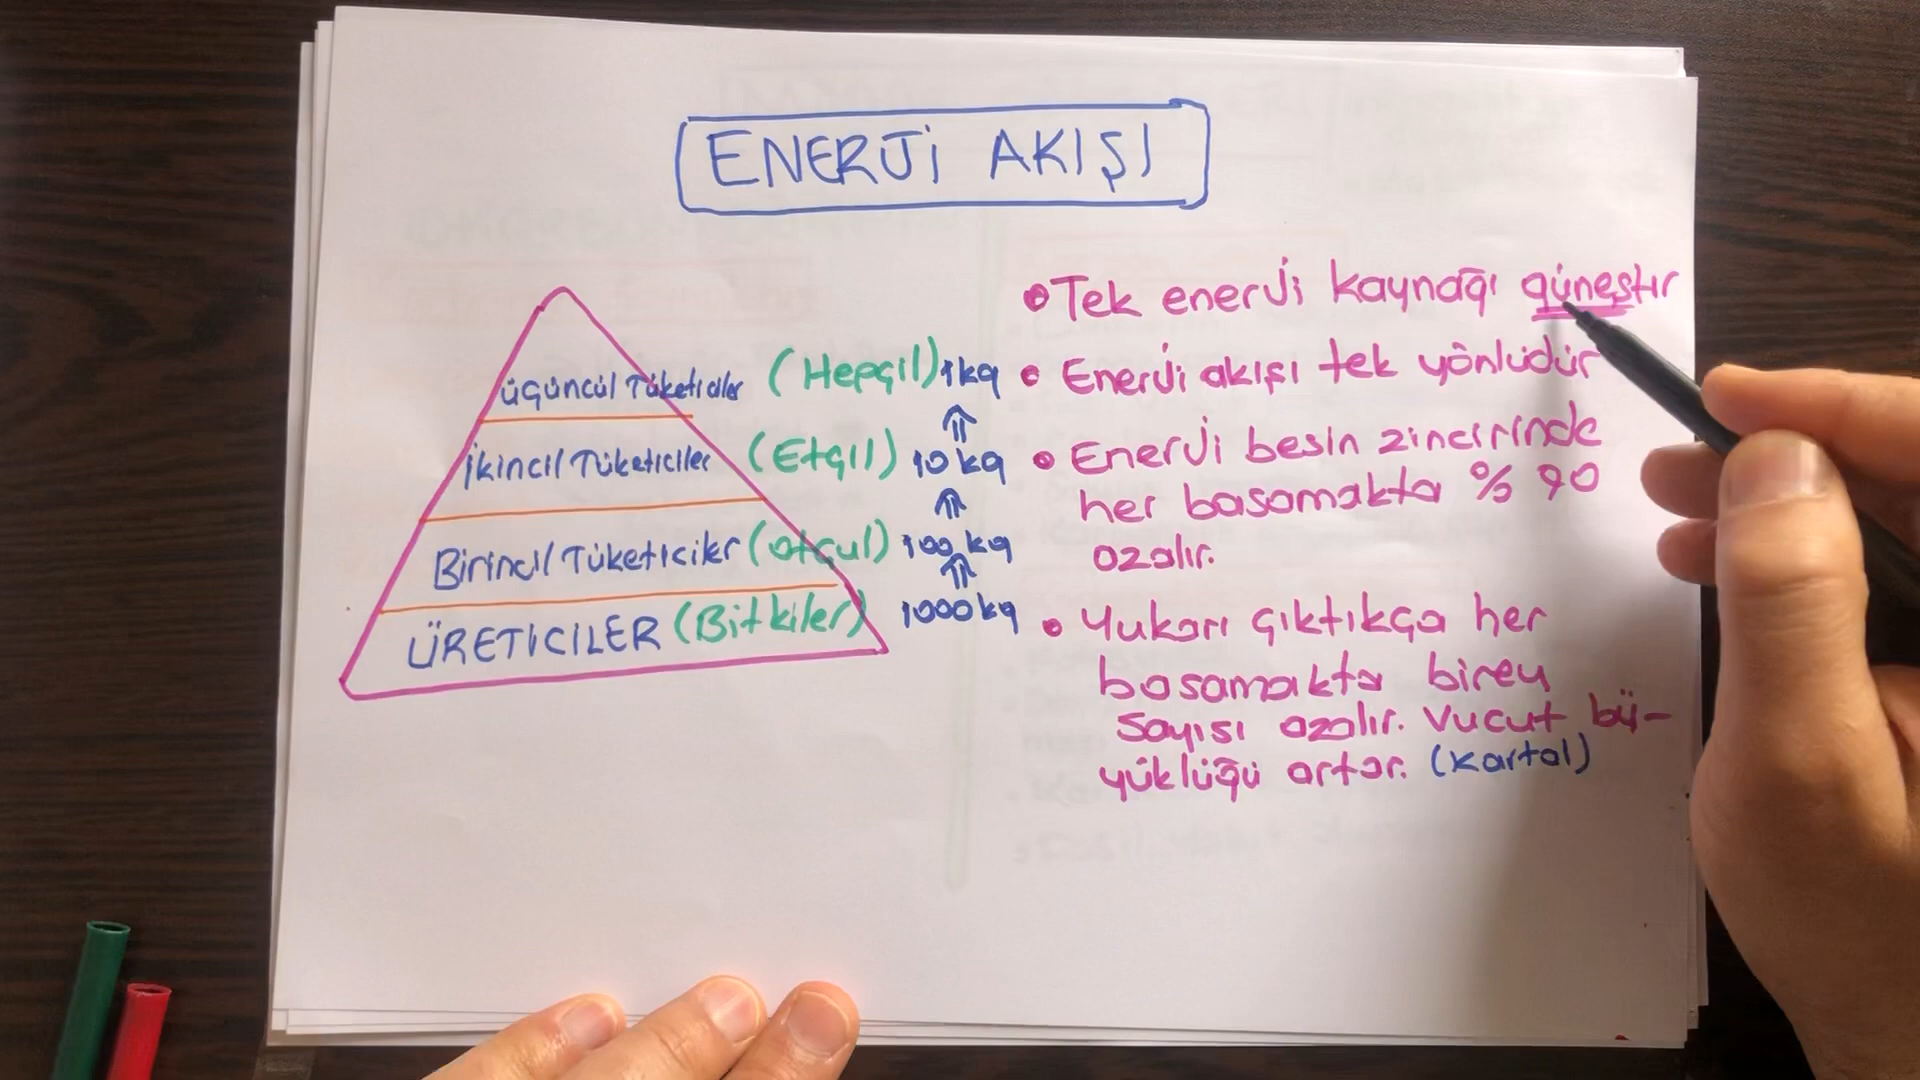 ENERJİ AKIŞI
Üçüncül Tüketiciler (Hepçil) 1kg
İkincil Tüketiciler (Etçil) 10 kg
Birincil Tüketiciler (otçul) 100 kg
ÜRETİCİLER (Bitkiler) 1000 kg
• Tek enerji kaynağı güneştır
• Enerji akışı tek yönlüdür
• Enerji besin zincirinde
her basamakta % 90
azalır.
• Yukarı çıktıkça her
basamakta birey
sayısı azalır. Vucut bü-
yüklüğü artar. (Kartal)